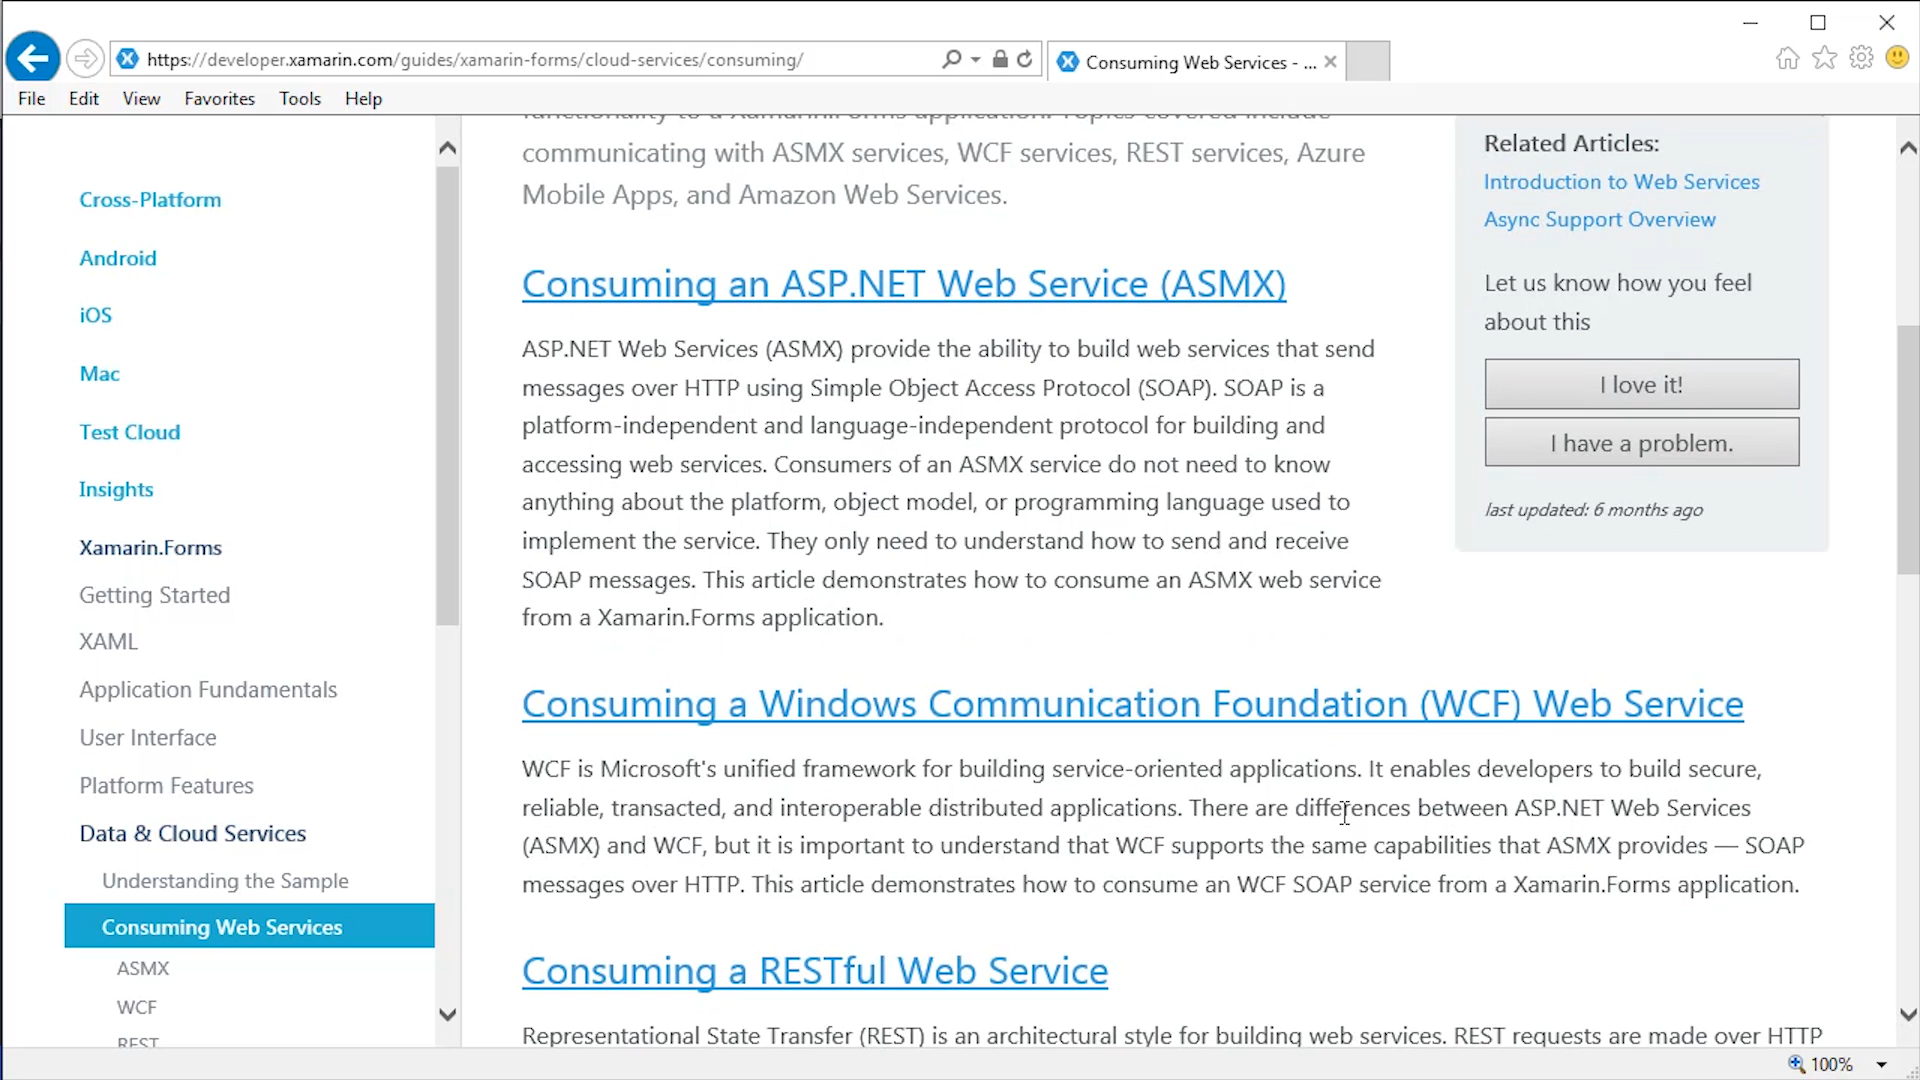 https://developer.xamarin.com/guides/xamarin-forms/cloud-services/consuming/
Consuming Web Services - ...
File Edit View Favorites Tools Help
Cross-Platform
Android
iOS
Mac
Test Cloud
Insights
Xamarin.Forms
Getting Started
XAML
Application Fundamentals
User Interface
Platform Features
Data & Cloud Services
Understanding the Sample
Consuming Web Services
ASMX
WCF
REST
functionality to a Xamarin.Forms application. Topics covered include
communicating with ASMX services, WCF services, REST services, Azure
Mobile Apps, and Amazon Web Services.
Consuming an ASP.NET Web Service (ASMX)
ASP.NET Web Services (ASMX) provide the ability to build web services that send
messages over HTTP using Simple Object Access Protocol (SOAP). SOAP is a
platform-independent and language-independent protocol for building and
accessing web services. Consumers of an ASMX service do not need to know
anything about the platform, object model, or programming language used to
implement the service. They only need to understand how to send and receive
SOAP messages. This article demonstrates how to consume an ASMX web service
from a Xamarin.Forms application.
Consuming a Windows Communication Foundation (WCF) Web Service
WCF is Microsoft's unified framework for building service-oriented applications. It enables developers to build secure,
reliable, transacted, and interoperable distributed applications. There are differences between ASP.NET Web Services
(ASMX) and WCF, but it is important to understand that WCF supports the same capabilities that ASMX provides — SOAP
messages over HTTP. This article demonstrates how to consume an WCF SOAP service from a Xamarin.Forms application.
Consuming a RESTful Web Service
Representational State Transfer (REST) is an architectural style for building web services. REST requests are made over HTTP
Related Articles:
Introduction to Web Services
Async Support Overview
Let us know how you feel
about this
I love it!
I have a problem.
last updated: 6 months ago
100%